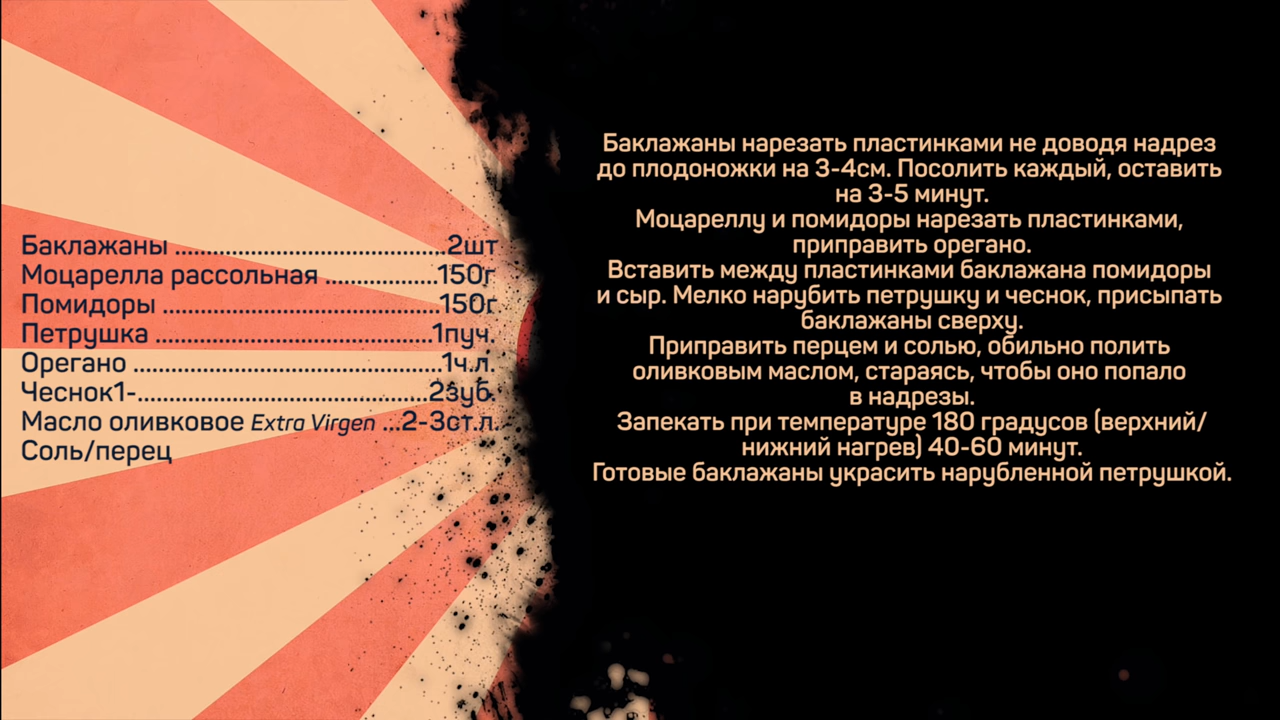 Баклажаны ........................................2шт
Моцарелла рассольная ..................150г
Помидоры .........................................150г
Петрушка .........................................1пуч.
Орегано .............................................1ч.л.
Чеснок1-...........................................2зуб.
Масло оливковое Extra Virgen ...2-3ст.л.
Соль/перец
Баклажаны нарезать пластинками не доводя надрез
до плодоножки на 3-4см. Посолить каждый, оставить
на 3-5 минут.
Моцареллу и помидоры нарезать пластинками,
приправить орегано.
Вставить между пластинками баклажана помидоры
и сыр. Мелко нарубить петрушку и чеснок, присыпать
баклажаны сверху.
Приправить перцем и солью, обильно полить
оливковым маслом, стараясь, чтобы оно попало
в надрезы.
Запекать при температуре 180 градусов (верхний/
нижний нагрев) 40-60 минут.
Готовые баклажаны украсить нарубленной петрушкой.